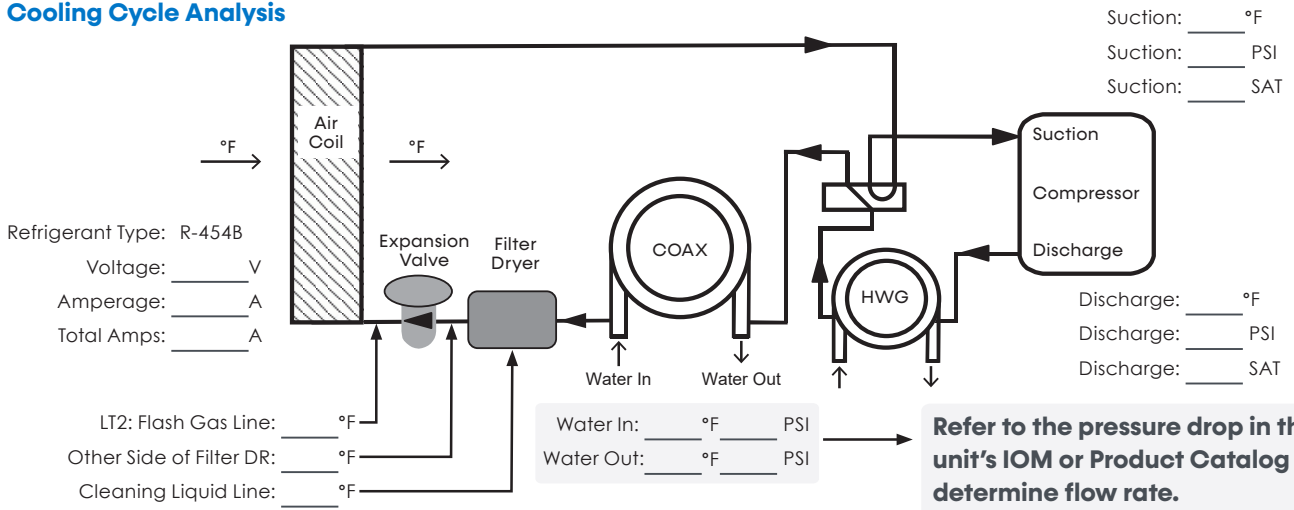 Cooling Cycle Analysis
Suction: °F
Suction: PSI
Suction: SAT
Air
Coil
°F
°F
Suction
Compressor
Discharge
Refrigerant Type: R-454B
Voltage: V
Amperage: A
Total Amps: A
Expansion
Valve
Filter
Dryer
COAX
HWG
Discharge: °F
Discharge: PSI
Discharge: SAT
Water In
Water Out
LT2: Flash Gas Line: °F
Other Side of Filter DR: °F
Cleaning Liquid Line: °F
Water In: °F PSI
Water Out: °F PSI
Refer to the pressure drop in th
unit's IOM or Product Catalog
determine flow rate.